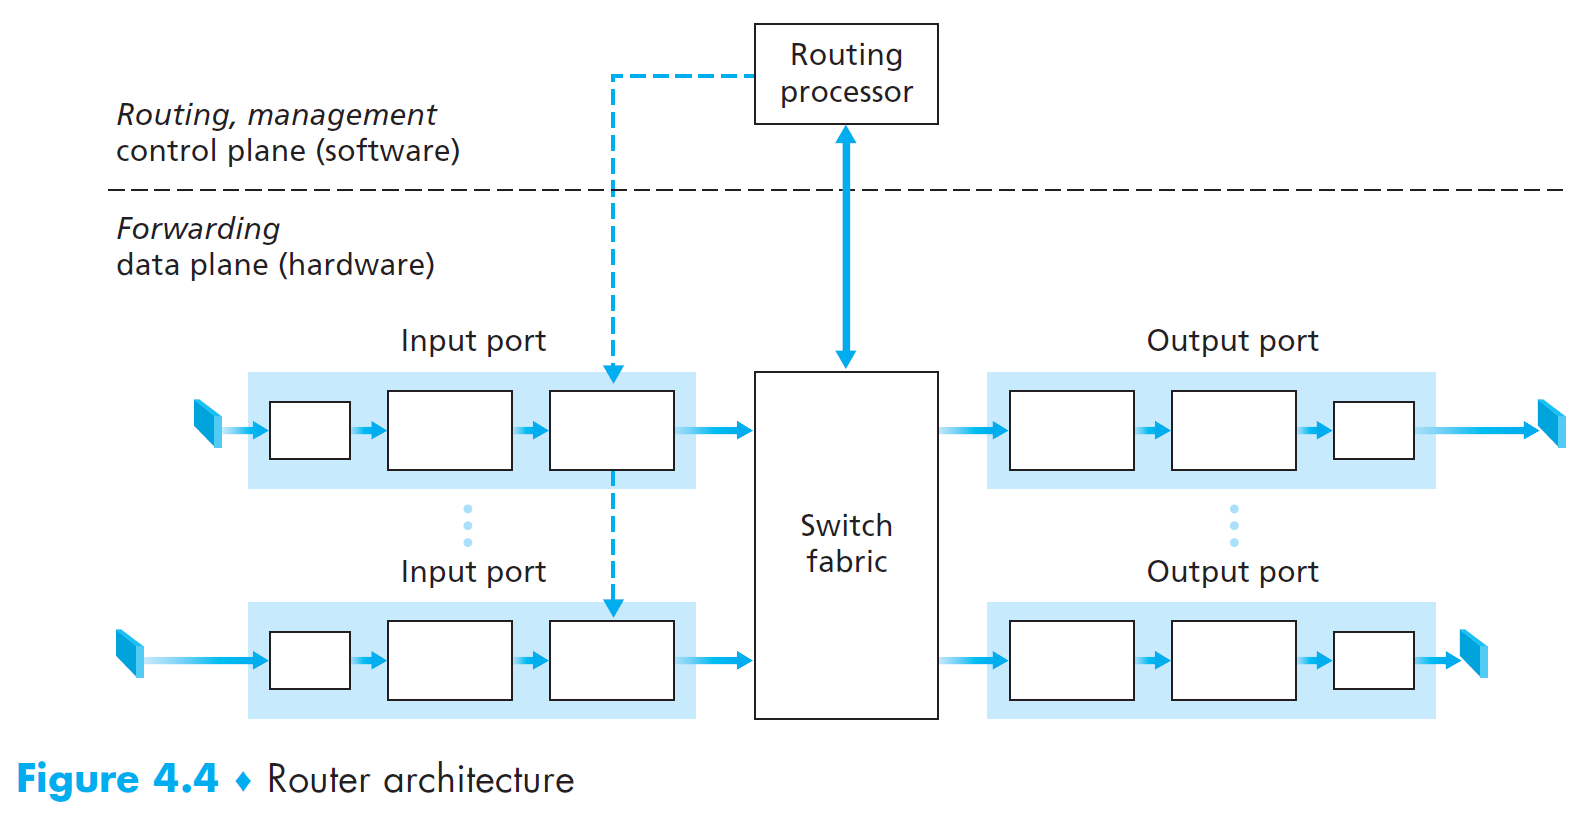 Routing
processor
Routing, management
control plane (software)
Forwarding
data plane (hardware)
Input port
Output port
Switch
fabric
Input port
Output port
Figure 4.4 ♦ Router architecture